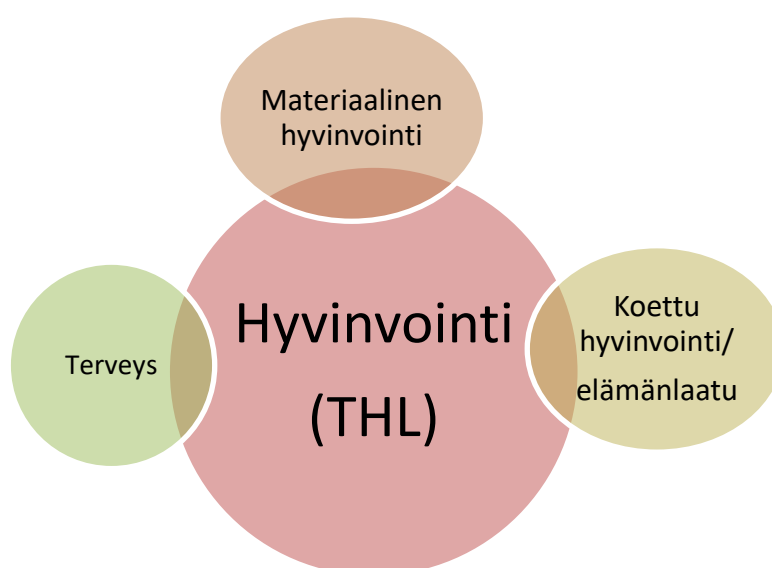 Materiaalinen
hyvinvointi
Hyvinvointi
(THL)
Terveys
Koettu
hyvinvointi/
elämänlaatu